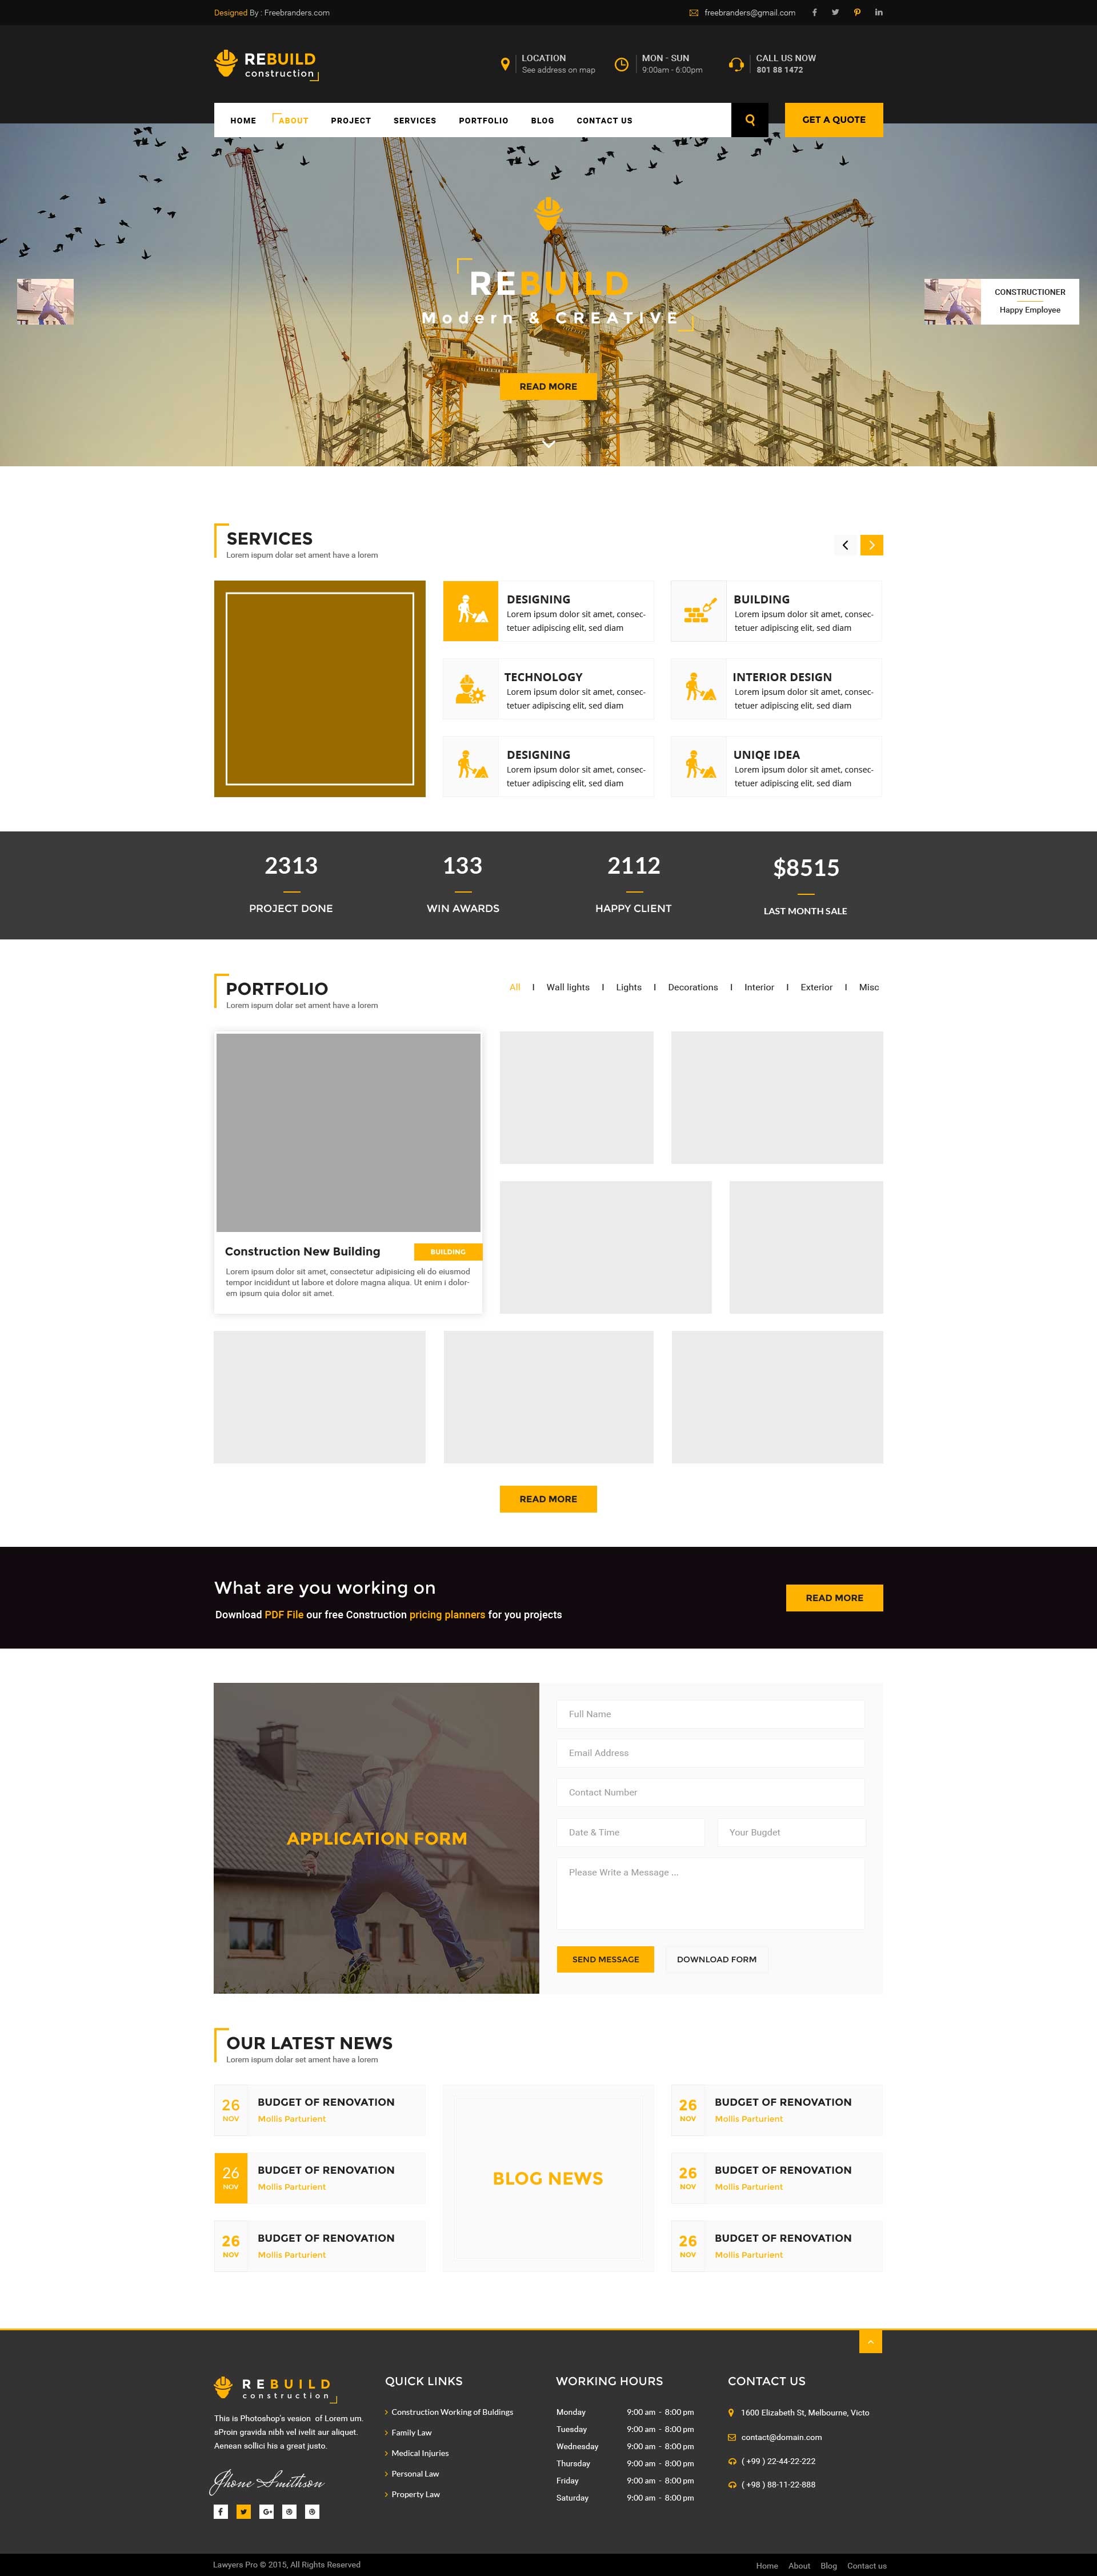 Designed By : Freebranders.com
freebranders@gmail.com
REBUILD
construction
LOCATION
See address on map
MON - SUN
9:00am - 6:00pm
CALL US NOW
801 88 1472
HOME ABOUT PROJECT SERVICES PORTFOLIO BLOG CONTACT US
GET A QUOTE
REBUILD
Modern & CREATIVE
READ MORE
CONSTRUCTIONER
Happy Employee
SERVICES
Lorem ispum dolar set ament have a lorem
DESIGNING
Lorem ipsum dolor sit amet, consec-
tetuer adipiscing elit, sed diam
BUILDING
Lorem ipsum dolor sit amet, consec-
tetuer adipiscing elit, sed diam
TECHNOLOGY
Lorem ipsum dolor sit amet, consec-
tetuer adipiscing elit, sed diam
INTERIOR DESIGN
Lorem ipsum dolor sit amet, consec-
tetuer adipiscing elit, sed diam
DESIGNING
Lorem ipsum dolor sit amet, consec-
tetuer adipiscing elit, sed diam
UNIQE IDEA
Lorem ipsum dolor sit amet, consec-
tetuer adipiscing elit, sed diam
2313
PROJECT DONE
133
WIN AWARDS
2112
HAPPY CLIENT
$8515
LAST MONTH SALE
PORTFOLIO
Lorem ispum dolar set ament have a lorem
All I Wall lights I Lights I Decorations I Interior I Exterior I Misc
Construction New Building
BUILDING
Lorem ipsum dolor sit amet, consectetur adipisicing eli do eiusmod
tempor incididunt ut labore et dolore magna aliqua. Ut enim i dolor-
em ipsum quia dolor sit amet.
READ MORE
What are you working on
Download PDF File our free Construction pricing planners for you projects
READ MORE
APPLICATION FORM
Full Name
Email Address
Contact Number
Date & Time
Your Bugdet
Please Write a Message ...
SEND MESSAGE
DOWNLOAD FORM
OUR LATEST NEWS
Lorem ispum dolar set ament have a lorem
26
NOV
BUDGET OF RENOVATION
Mollis Parturient
26
NOV
BUDGET OF RENOVATION
Mollis Parturient
26
NOV
BUDGET OF RENOVATION
Mollis Parturient
BLOG NEWS
26
NOV
BUDGET OF RENOVATION
Mollis Parturient
26
NOV
BUDGET OF RENOVATION
Mollis Parturient
26
NOV
BUDGET OF RENOVATION
Mollis Parturient
REBUILD
construction
This is Photoshop's vesion of Lorem um.
sProin gravida nibh vel ivelit aur aliquet.
Aenean sollici his a great justo.
Jhone Smithson
QUICK LINKS
Construction Working of Buldings
Family Law
Medical Injuries
Personal Law
Property Law
WORKING HOURS
Monday 9:00 am - 8:00 pm
Tuesday 9:00 am - 8:00 pm
Wednesday 9:00 am - 8:00 pm
Thursday 9:00 am - 8:00 pm
Friday 9:00 am - 8:00 pm
Saturday 9:00 am - 8:00 pm
CONTACT US
1600 Elizabeth St, Melbourne, Victo
contact@domain.com
( +99 ) 22-44-22-222
( +98 ) 88-11-22-888
Lawyers Pro © 2015, All Rights Reserved
Home About Blog Contact us